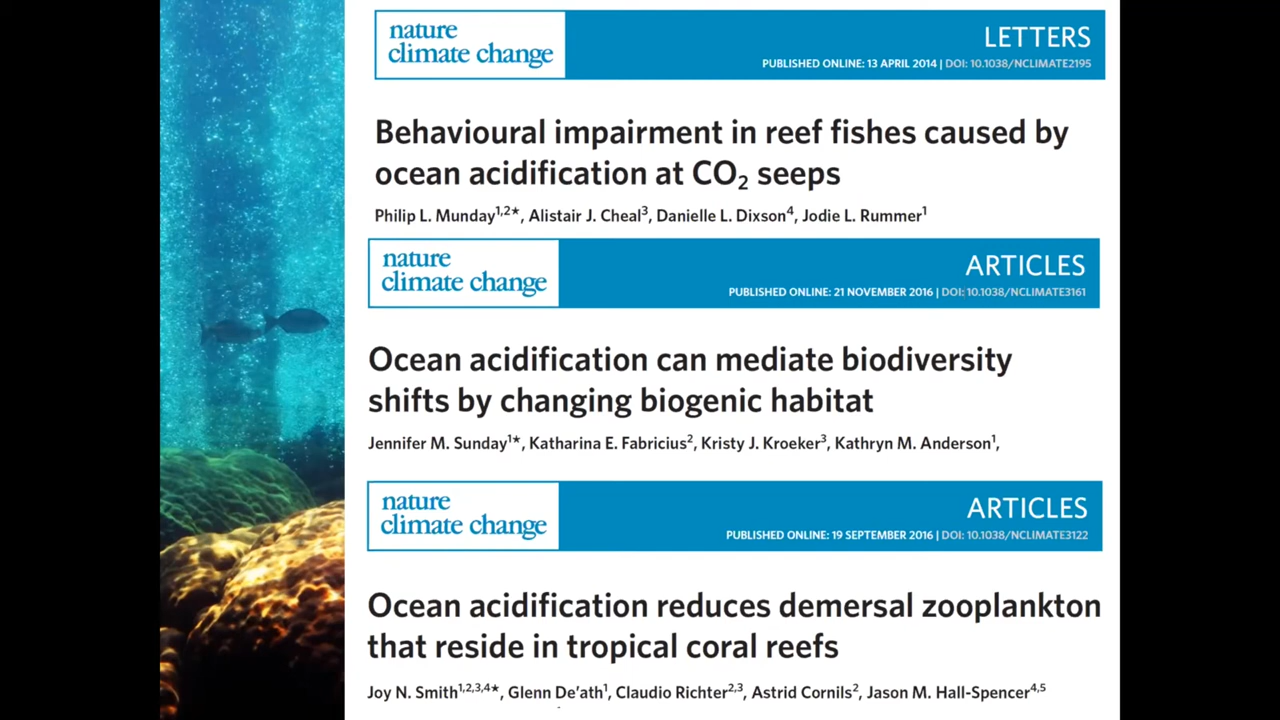 nature
climate change
LETTERS
PUBLISHED ONLINE: 13 APRIL 2014 | DOI: 10.1038/NCLIMATE2195
Behavioural impairment in reef fishes caused by
ocean acidification at CO₂ seeps
Philip L. Munday¹,²*, Alistair J. Cheal³, Danielle L. Dixson⁴, Jodie L. Rummer¹
nature
climate change
ARTICLES
PUBLISHED ONLINE: 21 NOVEMBER 2016 | DOI: 10.1038/NCLIMATE3161
Ocean acidification can mediate biodiversity
shifts by changing biogenic habitat
Jennifer M. Sunday¹*, Katharina E. Fabricius², Kristy J. Kroeker³, Kathryn M. Anderson¹,
nature
climate change
ARTICLES
PUBLISHED ONLINE: 19 SEPTEMBER 2016 | DOI: 10.1038/NCLIMATE3122
Ocean acidification reduces demersal zooplankton
that reside in tropical coral reefs
Joy N. Smith¹,²,³,⁴*, Glenn De'ath¹, Claudio Richter²,³, Astrid Cornils², Jason M. Hall-Spencer⁴,⁵